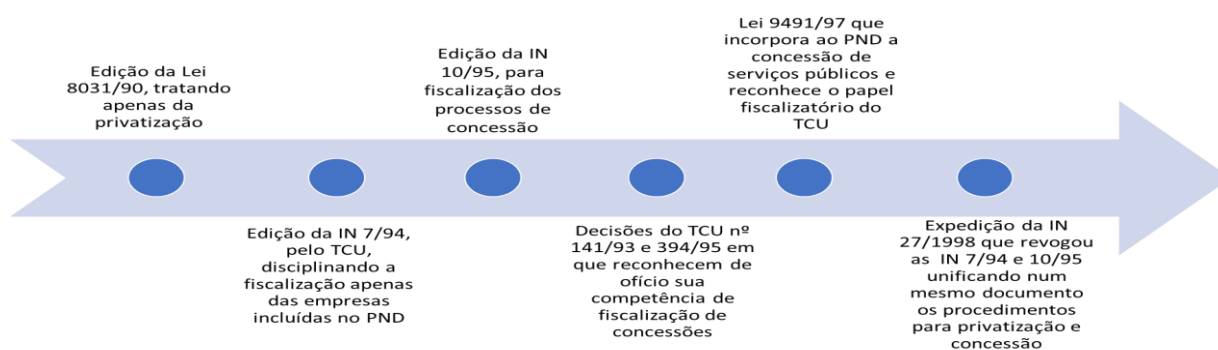 Edição da Lei
8031/90, tratando
apenas da
privatização
Edição da IN 7/94,
pelo TCU,
disciplinando a
fiscalização apenas
das empresas
incluídas no PND
Edição da IN
10/95, para
fiscalização dos
processos de
concessão
Decisões do TCU nº
141/93 e 394/95 em
que reconhecem de
ofício sua
competência de
fiscalização de
concessões
Lei 9491/97 que
incorpora ao PND a
concessão de
serviços públicos e
reconhece o papel
fiscalizatório do
TCU
Expedição da IN
27/1998 que revogou
as  IN 7/94 e 10/95
unificando num
mesmo documento
os procedimentos
para privatização e
concessão